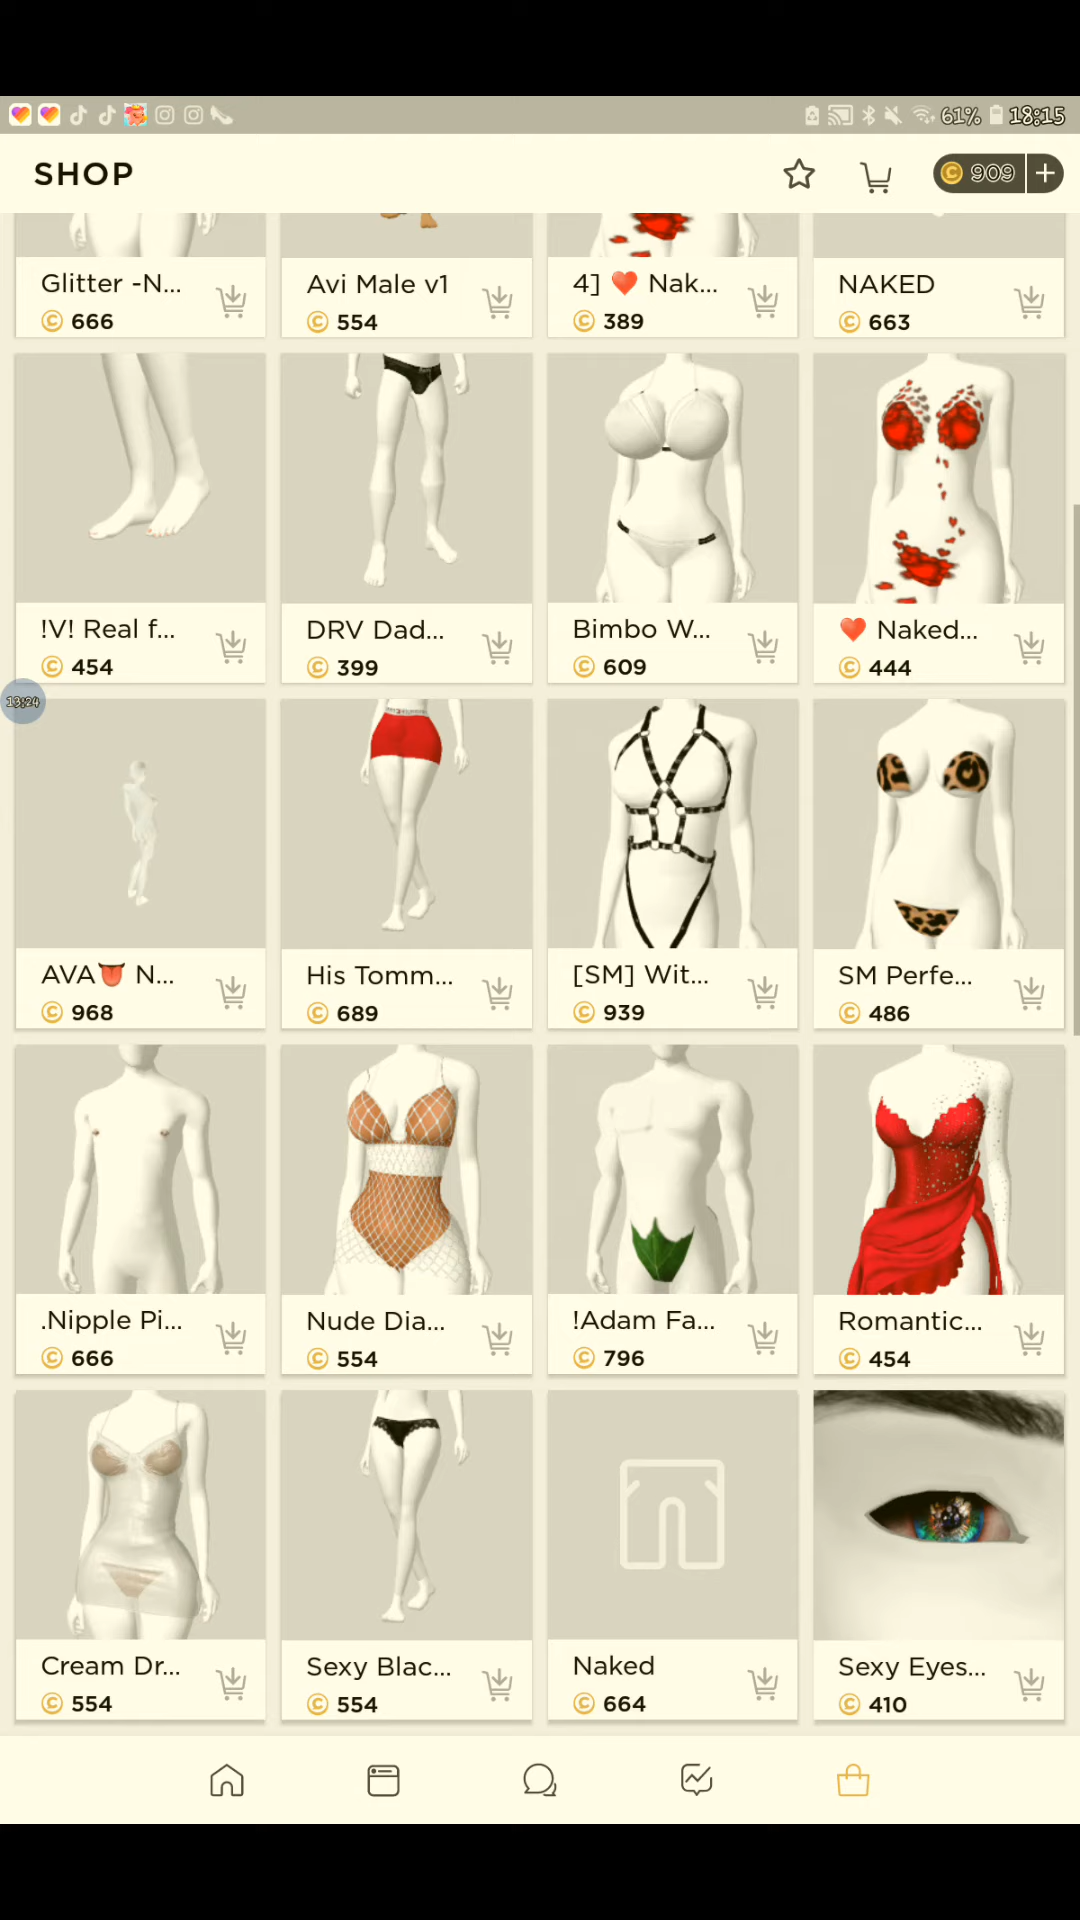 61% 18:15
SHOP
909
Glitter -N... Avi Male v1 4] ❤️ Nak... NAKED
666 554 389 663
!V! Real f... DRV Dad... Bimbo W... ❤️ Naked...
454 399 609 444
13:24
AVA👅 N... His Tomm... [SM] Wit... SM Perfe...
968 689 939 486
.Nipple Pi... Nude Dia... !Adam Fa... Romantic...
666 554 796 454
Cream Dr... Sexy Blac... Naked Sexy Eyes...
554 554 664 410